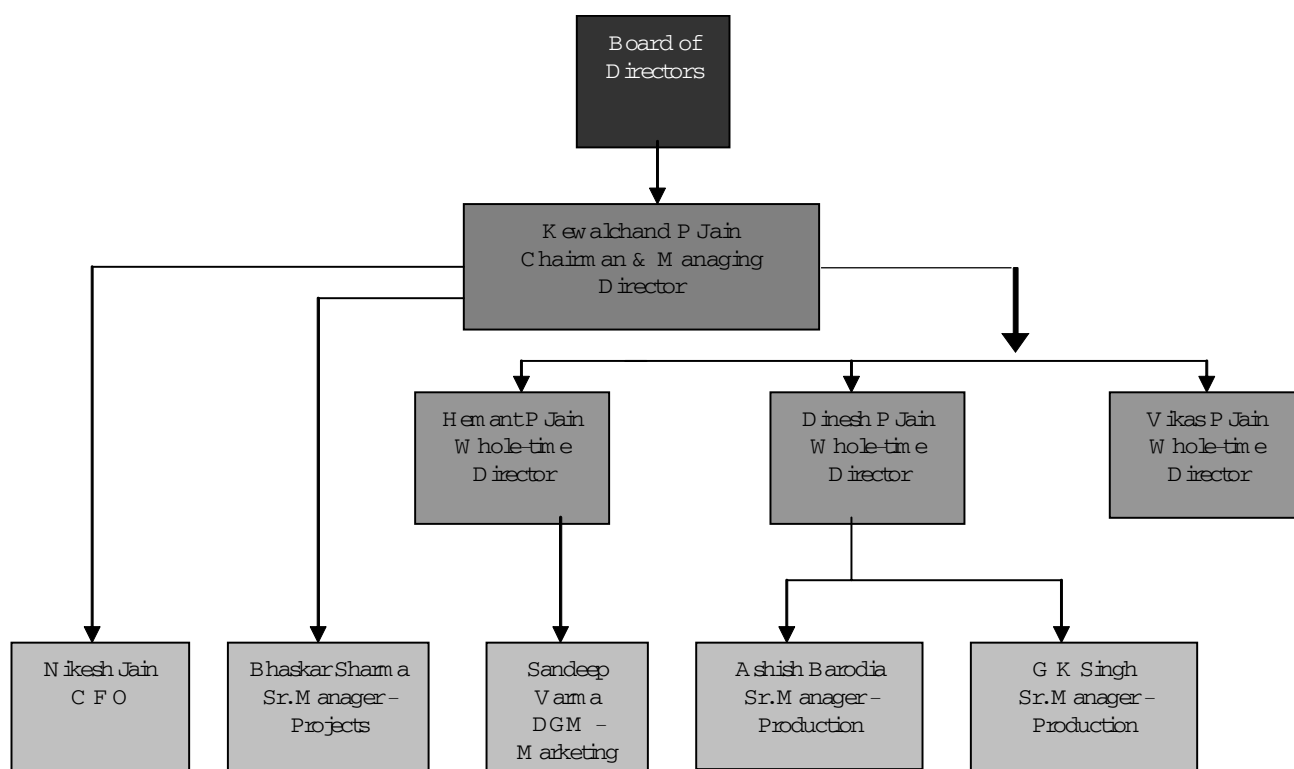 Board of
Directors
Kewalchand P Jain
Chairman & Managing
Director
Hemant P Jain
Whole-time
Director
Dinesh P Jain
Whole-time
Director
Vikas P Jain
Whole-time
Director
Nikesh Jain
CFO
Bhaskar Sharma
Sr. Manager –
Projects
Sandeep
Varma
DGM –
Marketing
Ashish Barodia
Sr. Manager –
Production
G K Singh
Sr. Manager –
Production